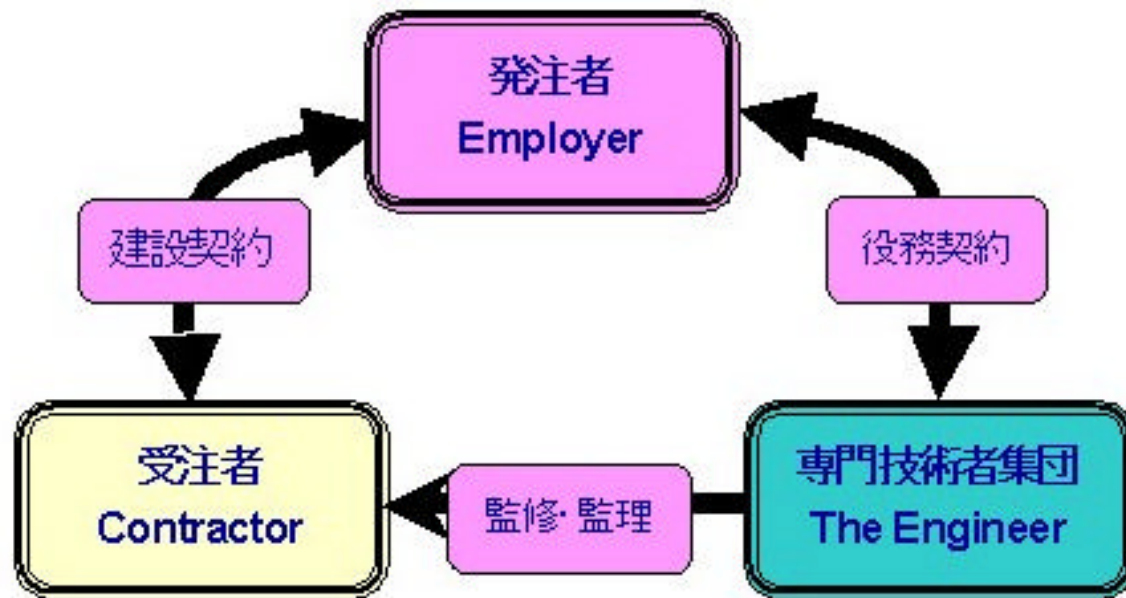 発注者
Employer
建設契約
役務契約
受注者
Contractor
監修・監理
専門技術者集団
The Engineer